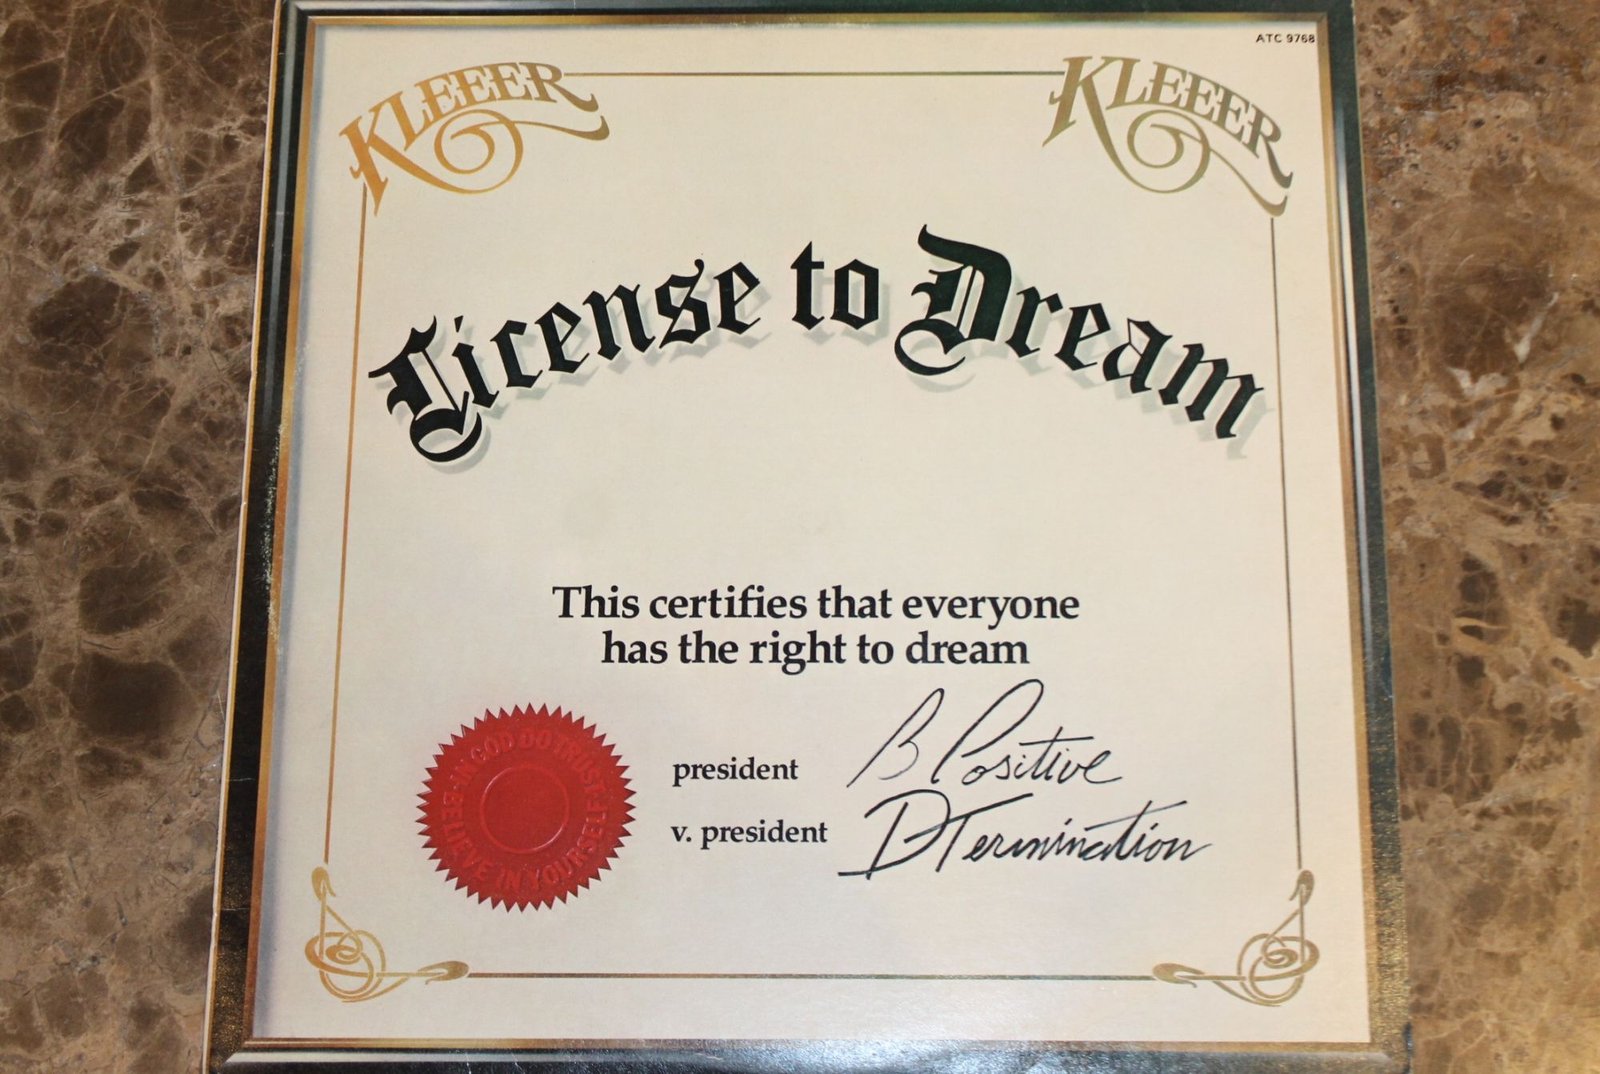 ATC 9768
KLEEER
KLEEER
License to Dream
This certifies that everyone
has the right to dream
IN GOD DO TRUST
BELIEVE IN YOURSELF
president B Positive
v. president DTermination